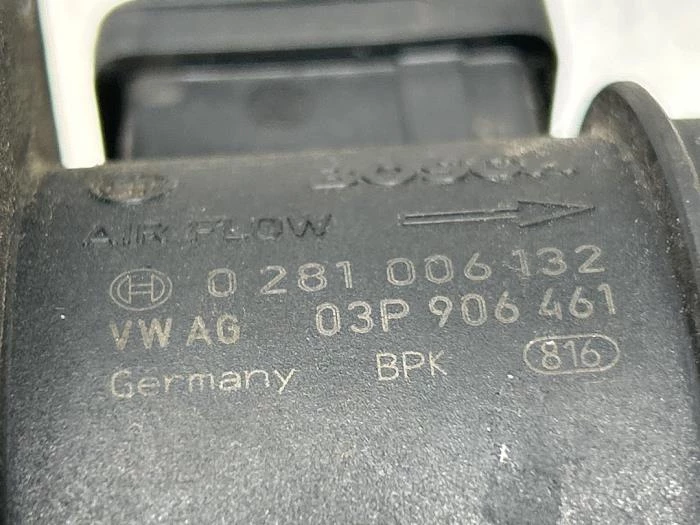 BOSCH
AIR FLOW
0 281 006 132
VW AG 03P 906 461
Germany BPK 816